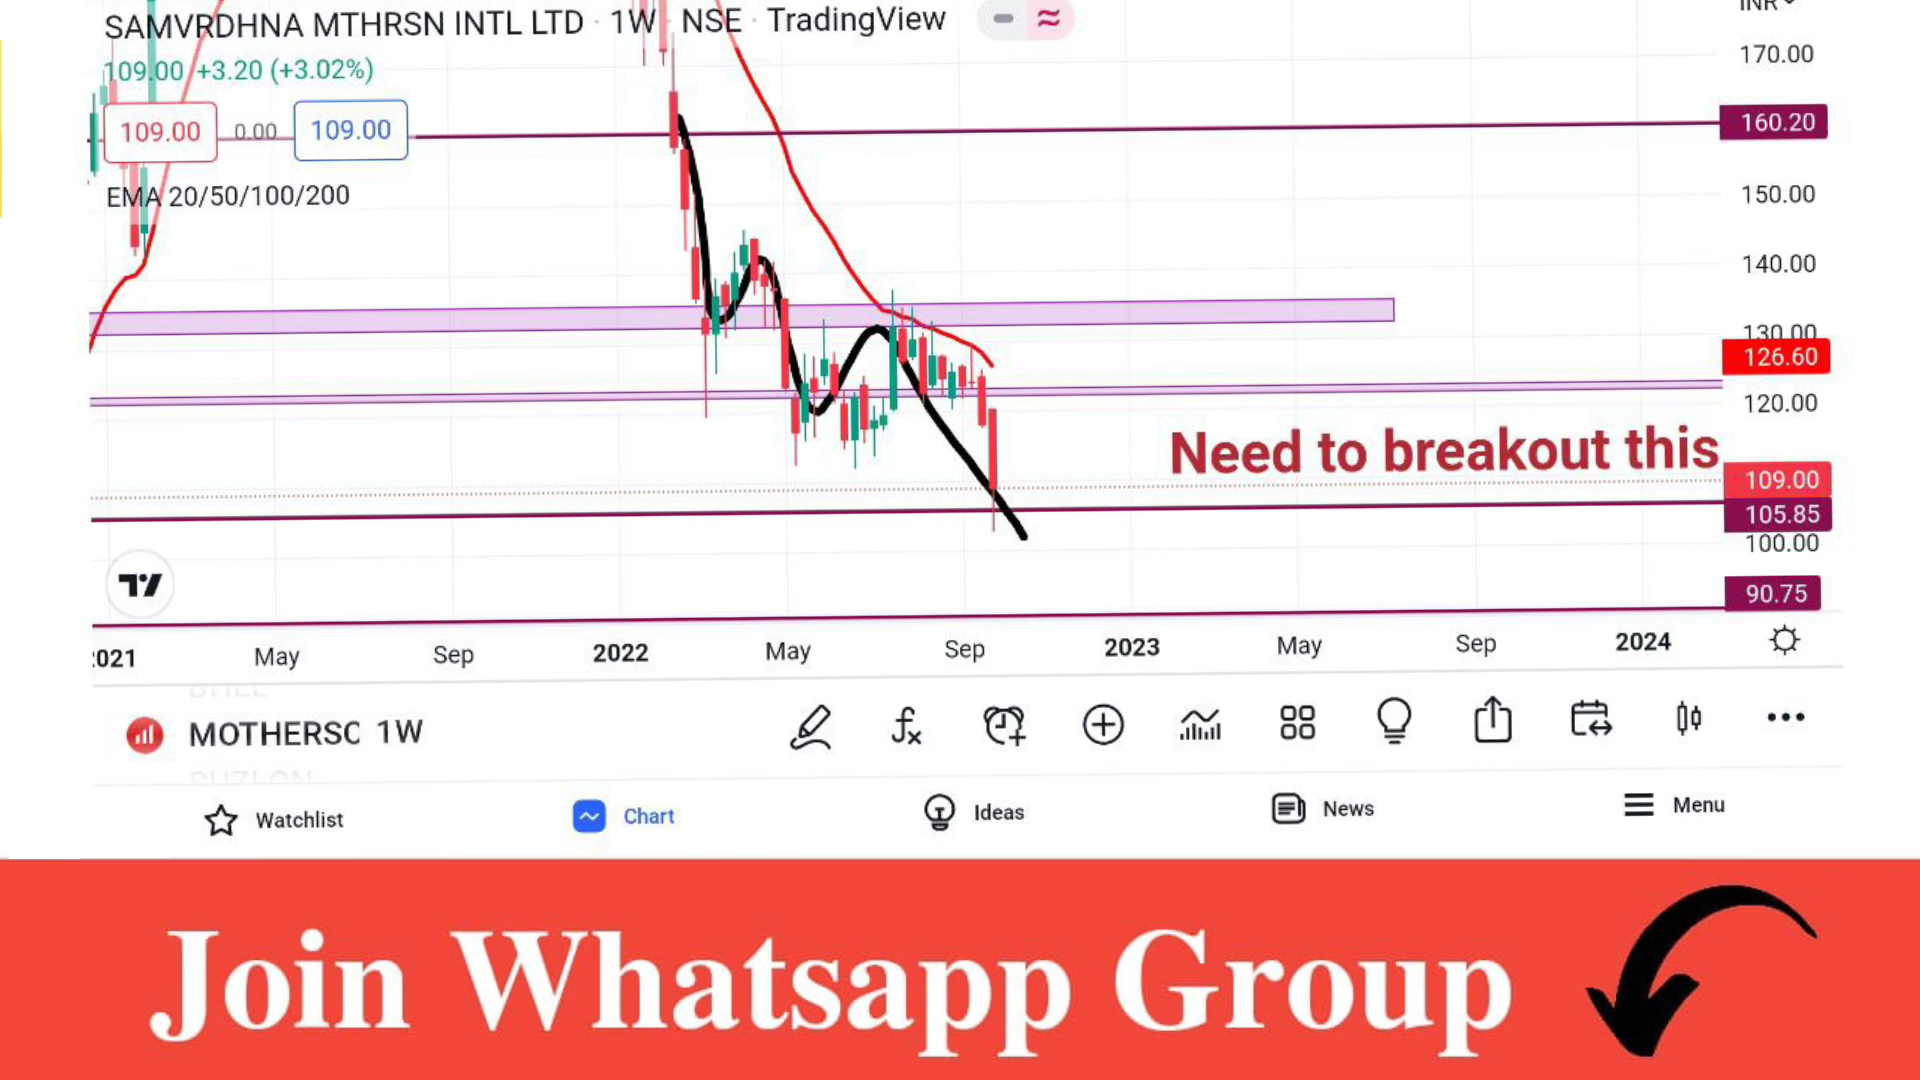 SAMVRDHNA MTHRSN INTL LTD · 1W · NSE · TradingView
INR
109.00 +3.20 (+3.02%)
109.00 0.00 109.00
EMA 20/50/100/200
170.00
160.20
150.00
140.00
130.00
126.60
120.00
Need to breakout this
109.00
105.85
100.00
90.75
2021 May Sep 2022 May Sep 2023 May Sep 2024
MOTHERSO 1W
Watchlist Chart Ideas News Menu
Join Whatsapp Group